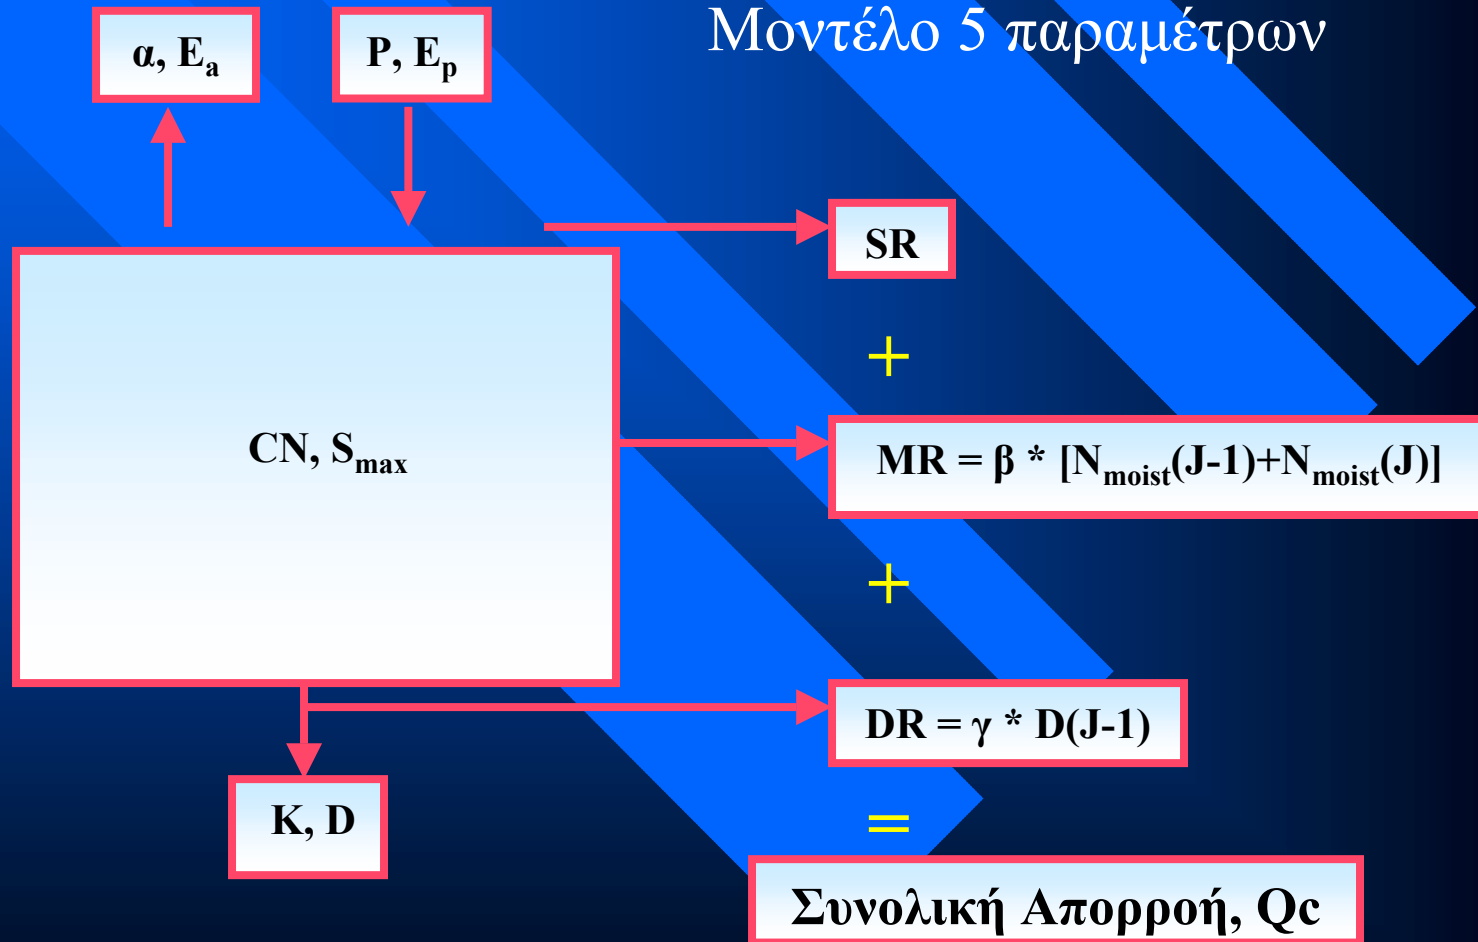 Μοντέλο 5 παραμέτρων
α, Eₐ
P, Eₚ
SR
+
CN, Sₘₐₓ
MR = β * [Nₘₒᵢₛₜ(J-1)+Nₘₒᵢₛₜ(J)]
+
DR = γ * D(J-1)
K, D
=
Συνολική Απορροή, Qc